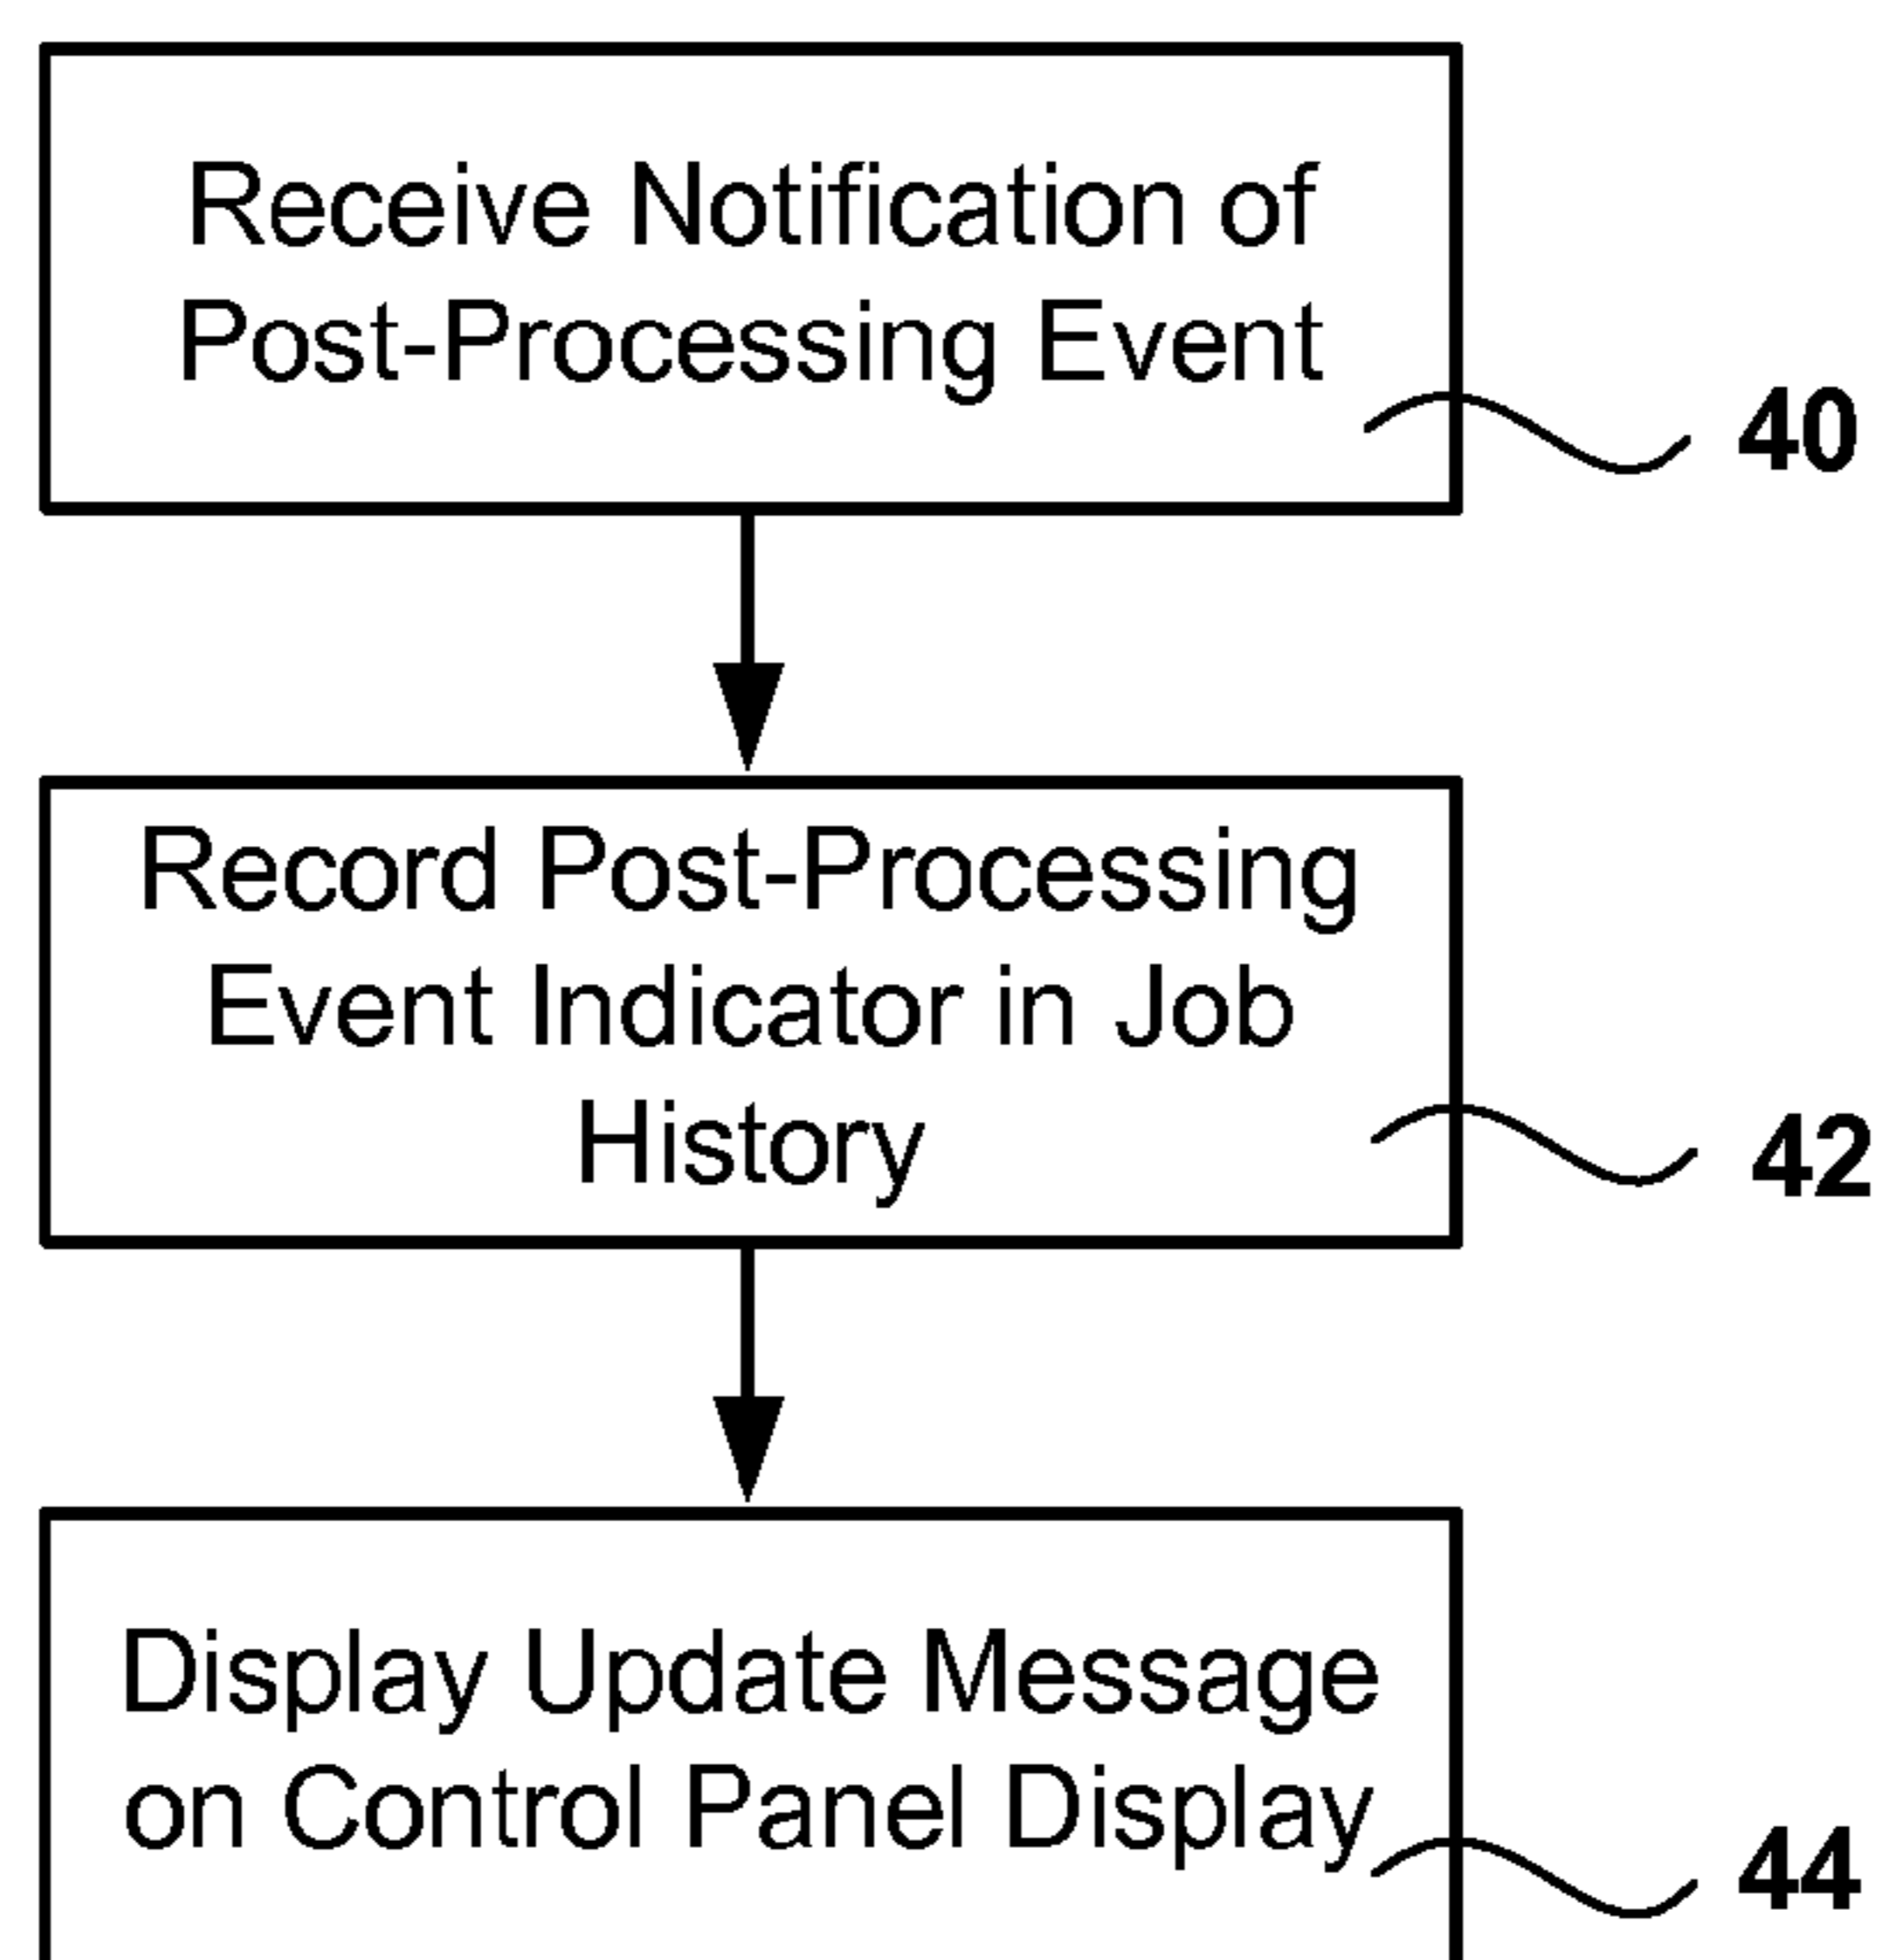 Receive Notification of
Post-Processing Event
40
Record Post-Processing
Event Indicator in Job
History
42
Display Update Message
on Control Panel Display
44